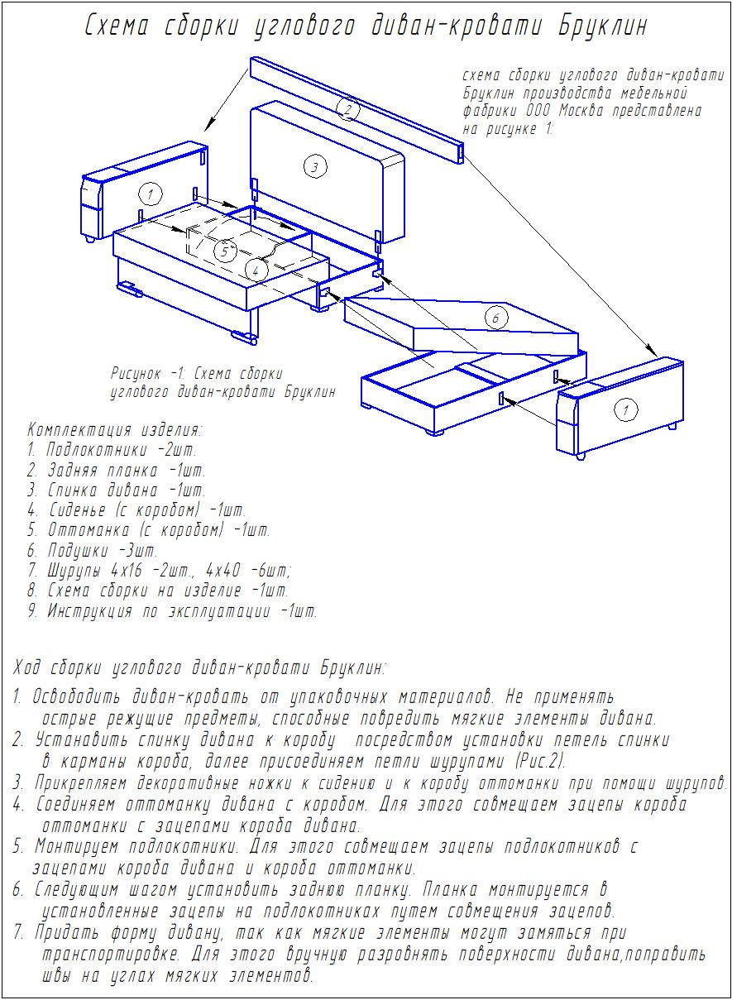 Схема сборки углового диван-кровати Бруклин
схема сборки углового диван-кровати
Бруклин производства мебельной
фабрики ООО Москва представлена
на рисунке 1:
2
3
1
5
4
6
1
Рисунок -1: Схема сборки
углового диван-кровати Бруклин
Комплектация изделия:
1. Подлокотники -2шт.
2. Задняя планка -1шт.
3. Спинка дивана -1шт.
4. Сиденье (с коробом) -1шт.
5. Оттоманка (с коробом) -1шт.
6. Подушки -3шт.
7. Шурупы 4х16 -2шт., 4х40 -6шт;
8. Схема сборки на изделие -1шт.
9. Инструкция по эксплуатации -1шт.
Ход сборки углового диван-кровати Бруклин:
1. Освободить диван-кровать от упаковочных материалов. Не применять
острые режущие предметы, способные повредить мягкие элементы дивана.
2. Устанавить спинку дивана к коробу посредством установки петель спинки
в карманы короба, далее присоединяем петли шурупами (Рис.2).
3. Прикрепляем декоративные ножки к сидению и к коробу оттоманки при помощи шурупов.
4. Соединяем оттоманку дивана с коробом. Для этого совмещаем зацепы короба
оттоманки с зацепами короба дивана.
5. Монтируем подлокотники. Для этого совмещаем зацепы подлокотников с
зацепами короба дивана и короба оттоманки.
6. Следующим шагом установить заднюю планку. Планка монтируется в
установленные зацепы на подлокотниках путем совмещения зацепов.
7. Придать форму дивану, так как мягкие элементы могут замяться при
транспортировке. Для этого вручную разровнять поверхности дивана,поправить
швы на углах мягких элементов.